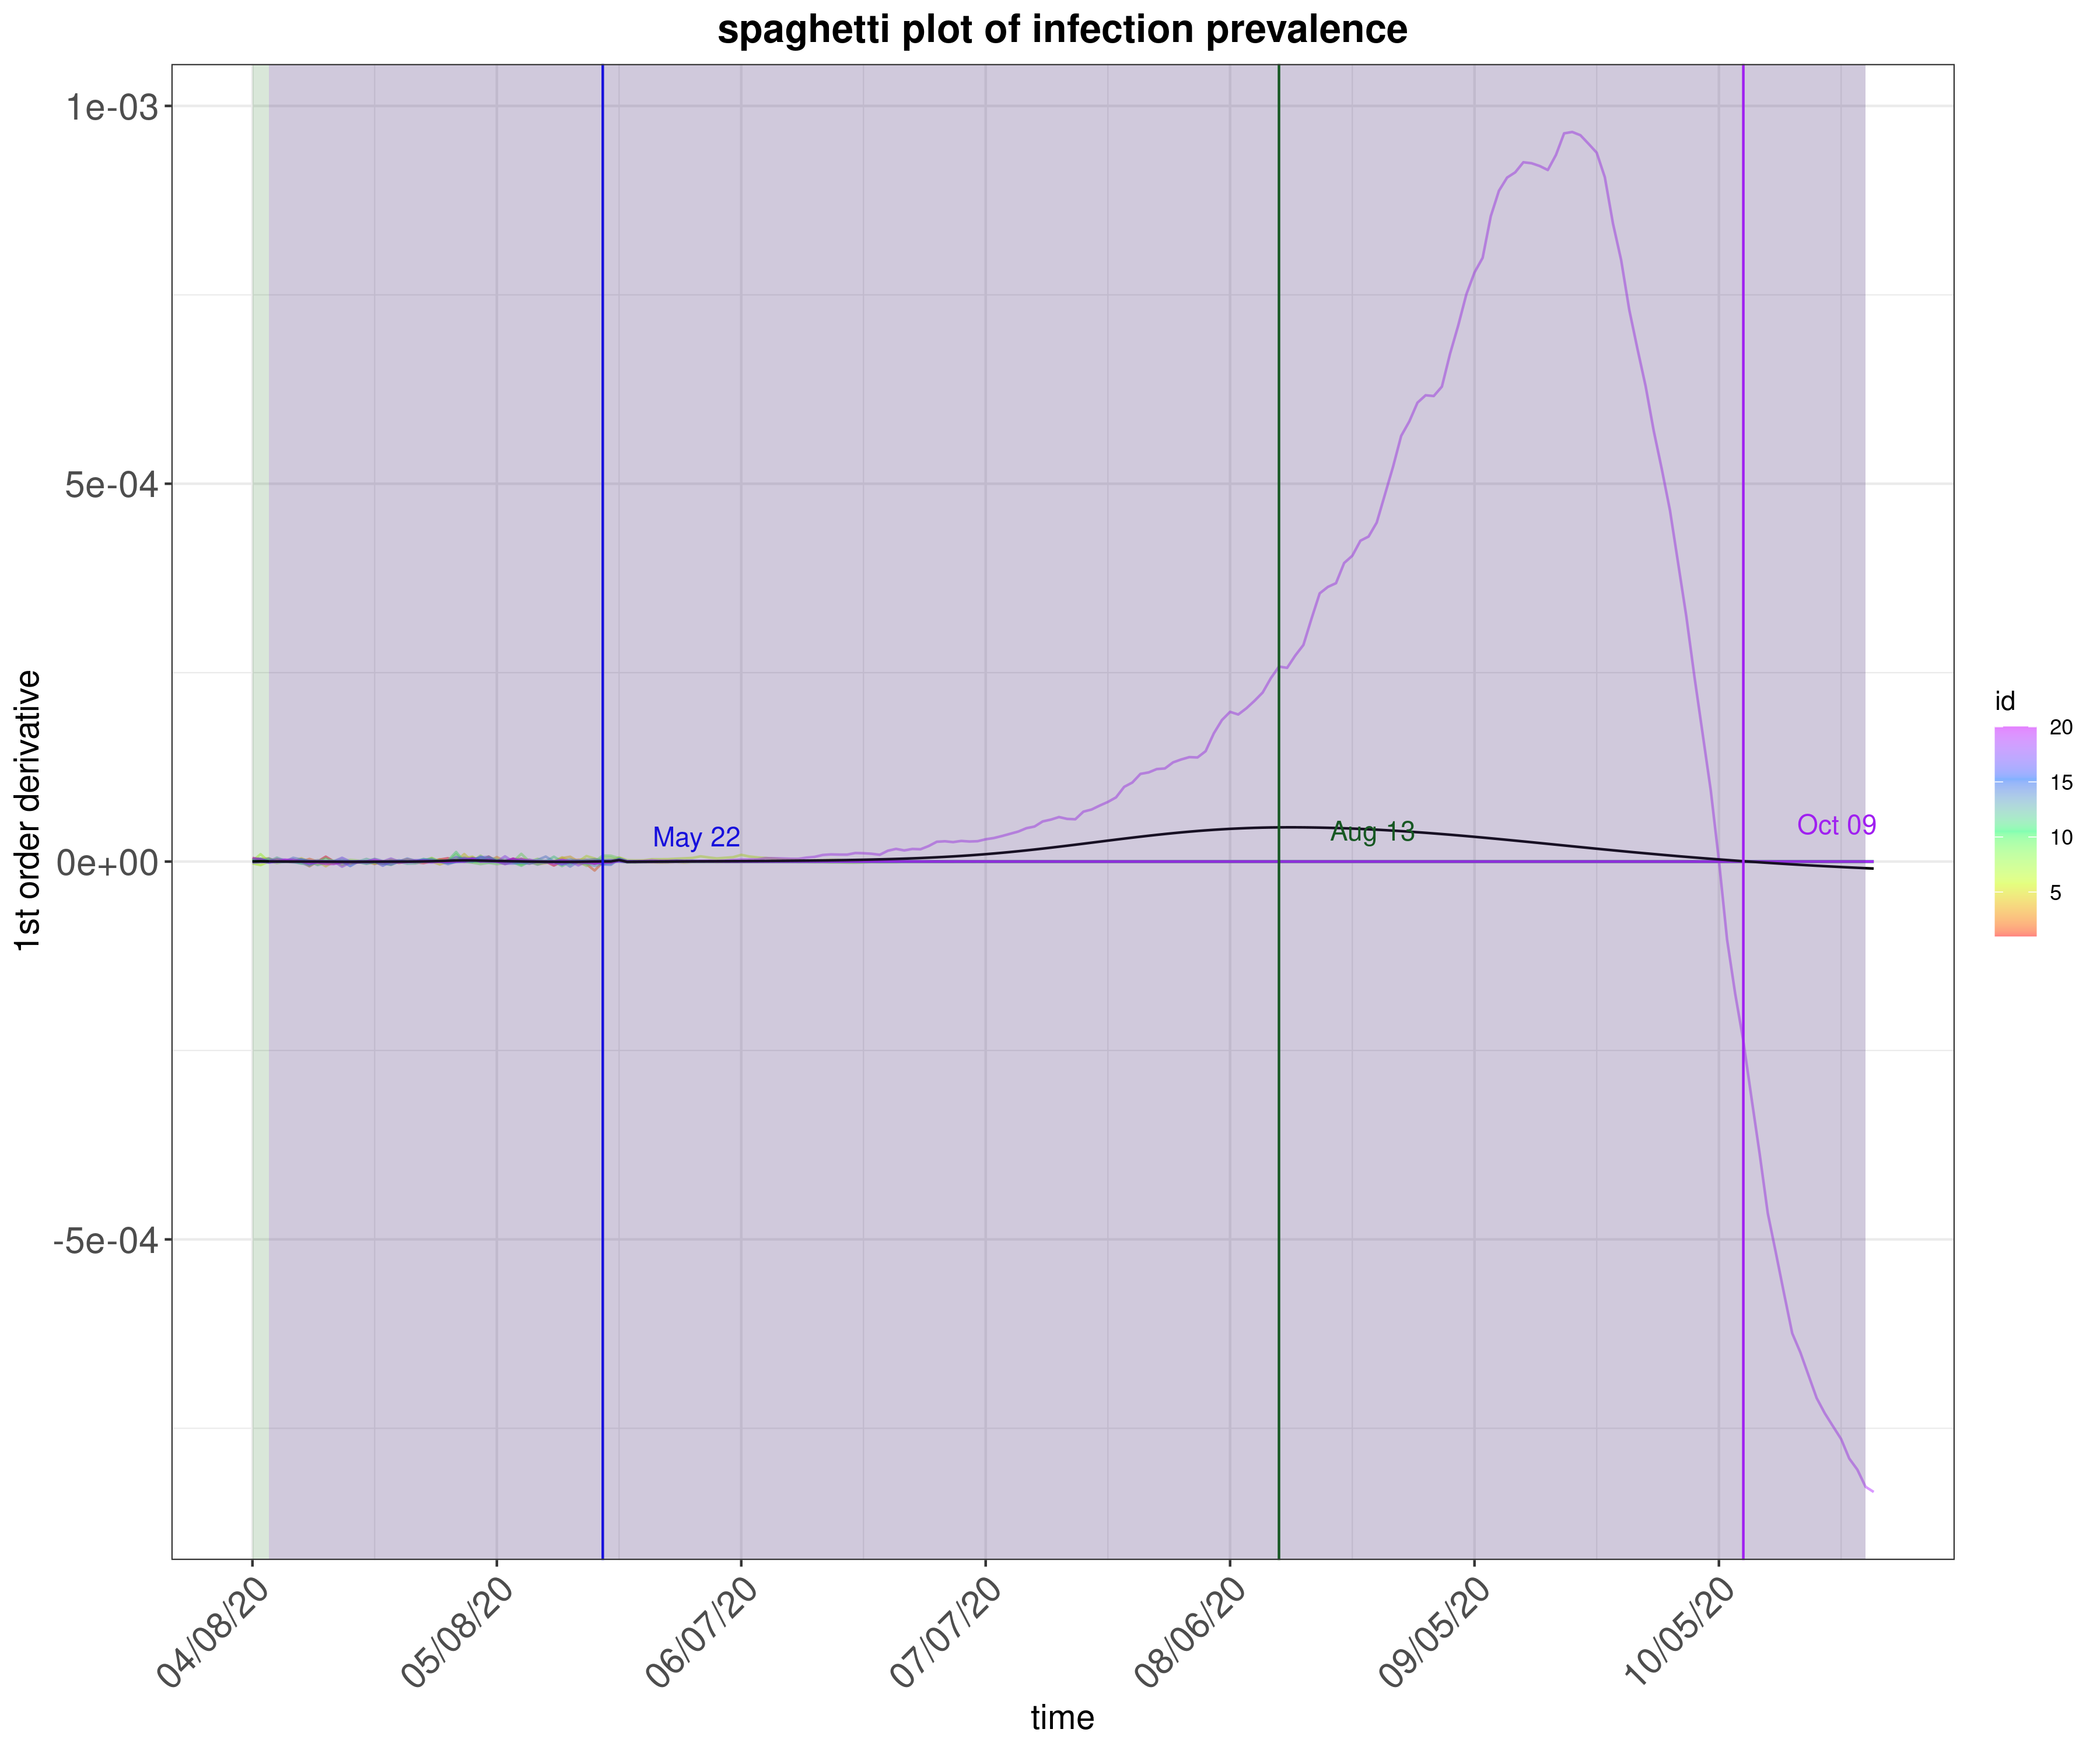 spaghetti plot of infection prevalence
1e-03
5e-04
0e+00
-5e-04
1st order derivative
May 22
Aug 13
Oct 09
id
20
15
10
5
04/08/20
05/08/20
06/07/20
07/07/20
08/06/20
09/05/20
10/05/20
time